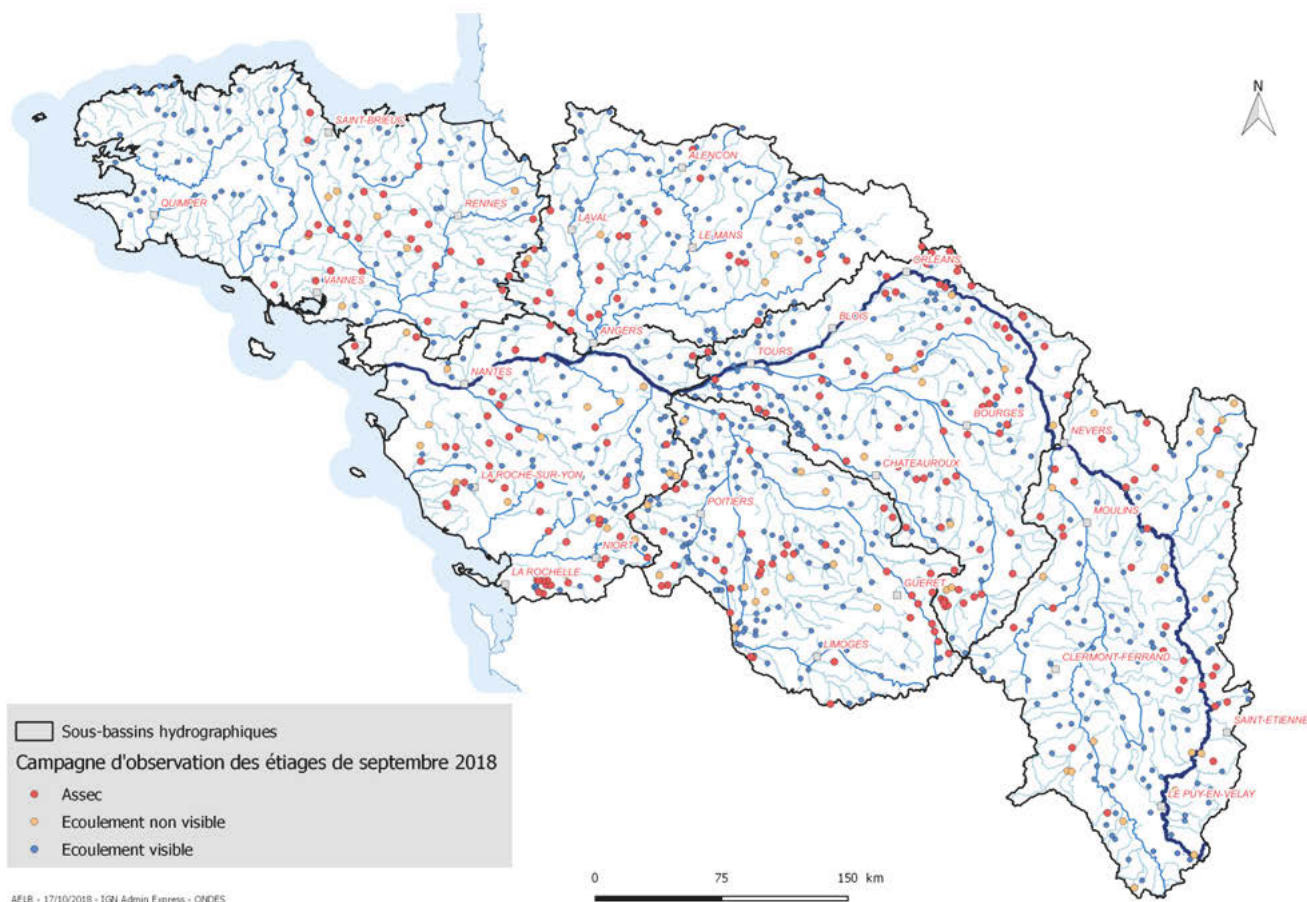 N
SAINT-BRIEUC
ALENCON
QUIMPER
RENNES
LAVAL
LE MANS
ORLEANS
VANNES
ANGERS
BLOIS
TOURS
NANTES
BOURGES
NEVERS
LA ROCHE-SUR-YON
CHATEAUROUX
POITIERS
MOULINS
NIORT
LA ROCHELLE
GUERET
LIMOGES
CLERMONT-FERRAND
SAINT-ETIENNE
LE PUY-EN-VELAY
Sous-bassins hydrographiques
Campagne d'observation des étiages de septembre 2018
Assec
Ecoulement non visible
Ecoulement visible
0 75 150 km
AELB - 17/10/2018 - IGN Admin Express - ONDES